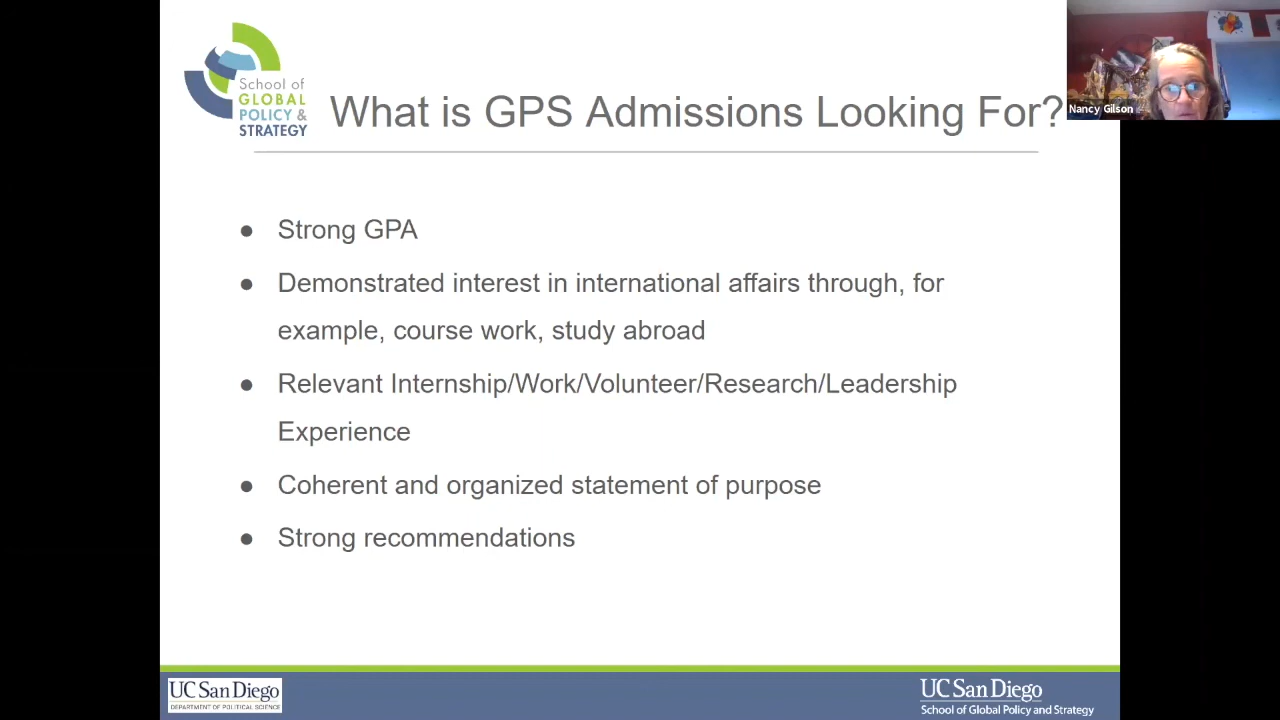 School of
GLOBAL
POLICY &
STRATEGY
What is GPS Admissions Looking For?
Nancy Gilson
● Strong GPA
● Demonstrated interest in international affairs through, for
example, course work, study abroad
● Relevant Internship/Work/Volunteer/Research/Leadership
Experience
● Coherent and organized statement of purpose
● Strong recommendations
UC San Diego
DEPARTMENT OF POLITICAL SCIENCE
UC San Diego
School of Global Policy and Strategy